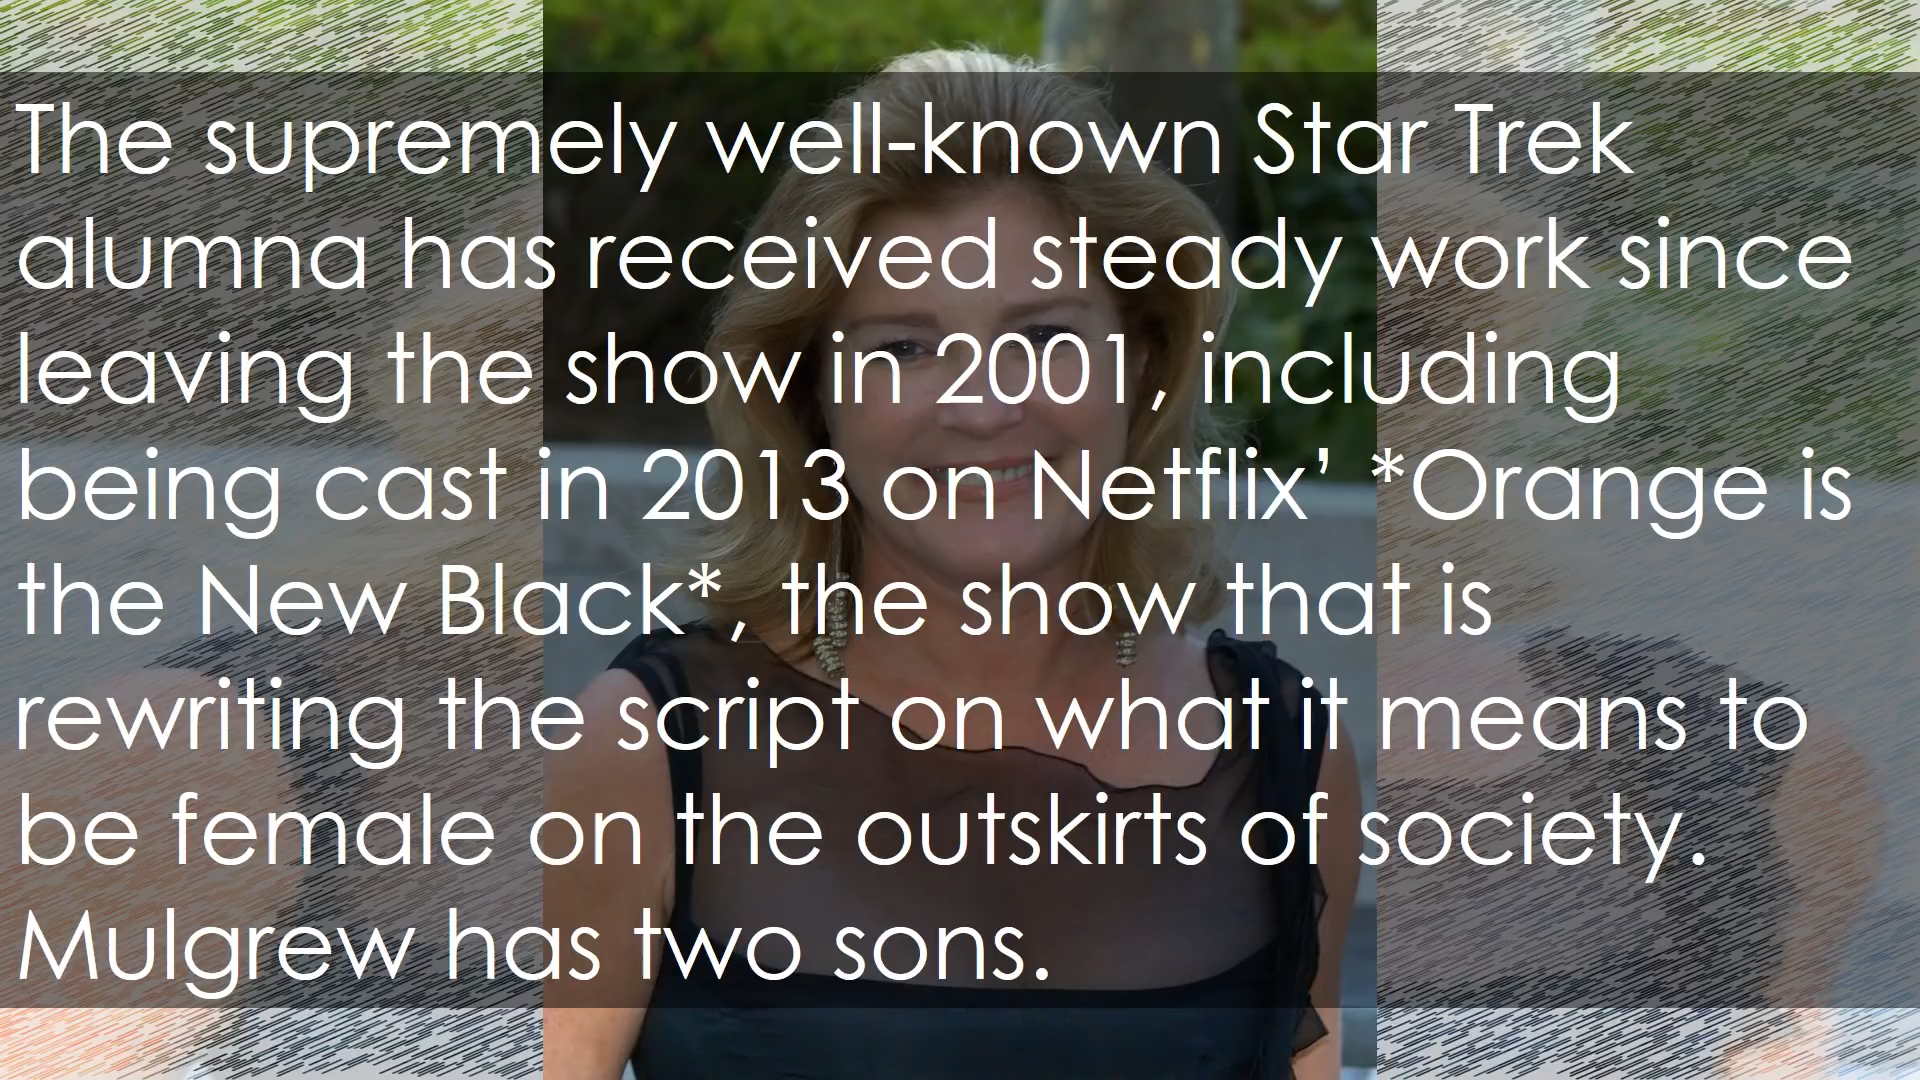 The supremely well-known Star Trek
alumna has received steady work since
leaving the show in 2001, including
being cast in 2013 on Netflix’ *Orange is
the New Black*, the show that is
rewriting the script on what it means to
be female on the outskirts of society.
Mulgrew has two sons.